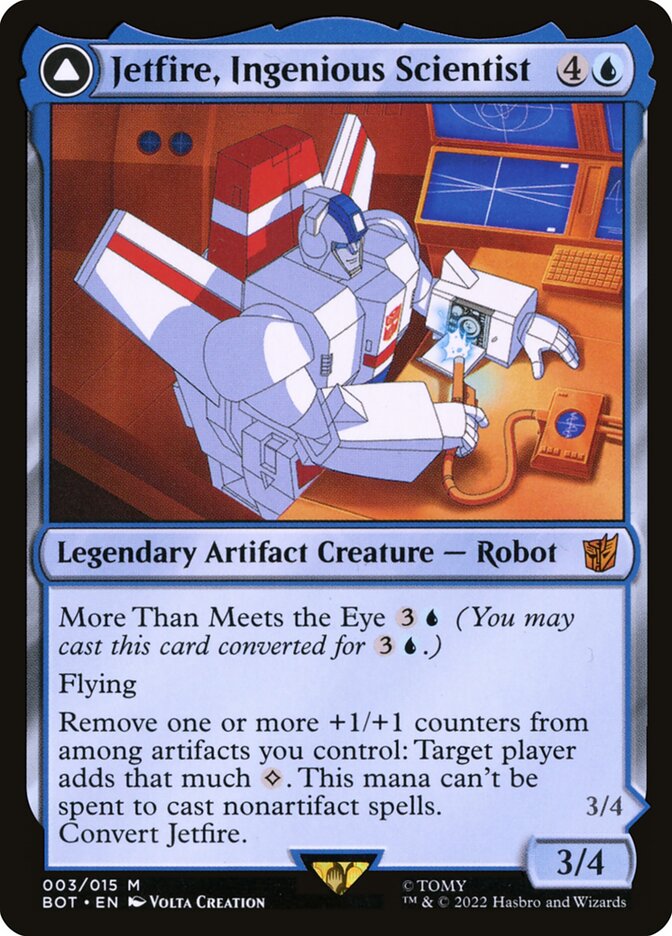 Jetfire, Ingenious Scientist 4
Legendary Artifact Creature — Robot
More Than Meets the Eye 3 (You may
cast this card converted for 3 .)
Flying
Remove one or more +1/+1 counters from
among artifacts you control: Target player
adds that much . This mana can't be
spent to cast nonartifact spells.
Convert Jetfire.
3/4
3/4
003/015 M
BOT • EN Volta Creation
© TOMY
™ & © 2022 Hasbro and Wizards